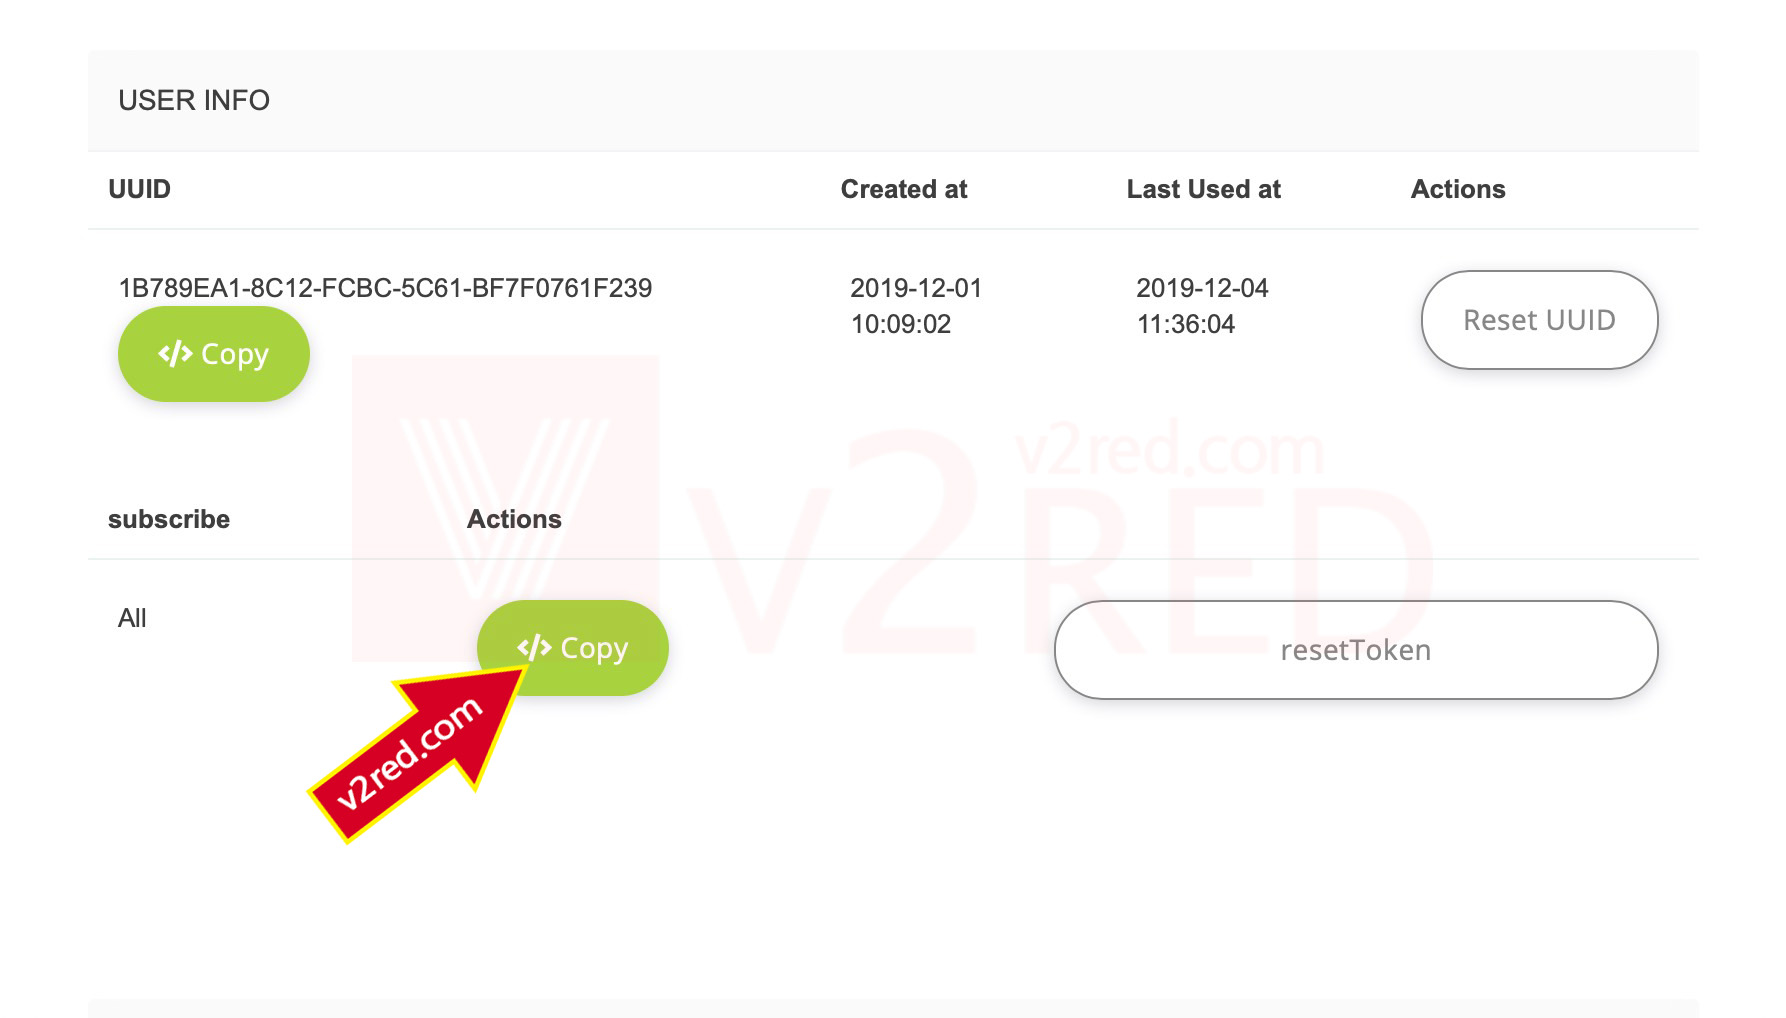 USER INFO
UUID Created at Last Used at Actions
1B789EA1-8C12-FCBC-5C61-BF7F0761F239 2019-12-01 2019-12-04 Reset UUID
10:09:02 11:36:04
</> Copy
v2red.com
v2RED
subscribe Actions
All </> Copy resetToken
v2red.com